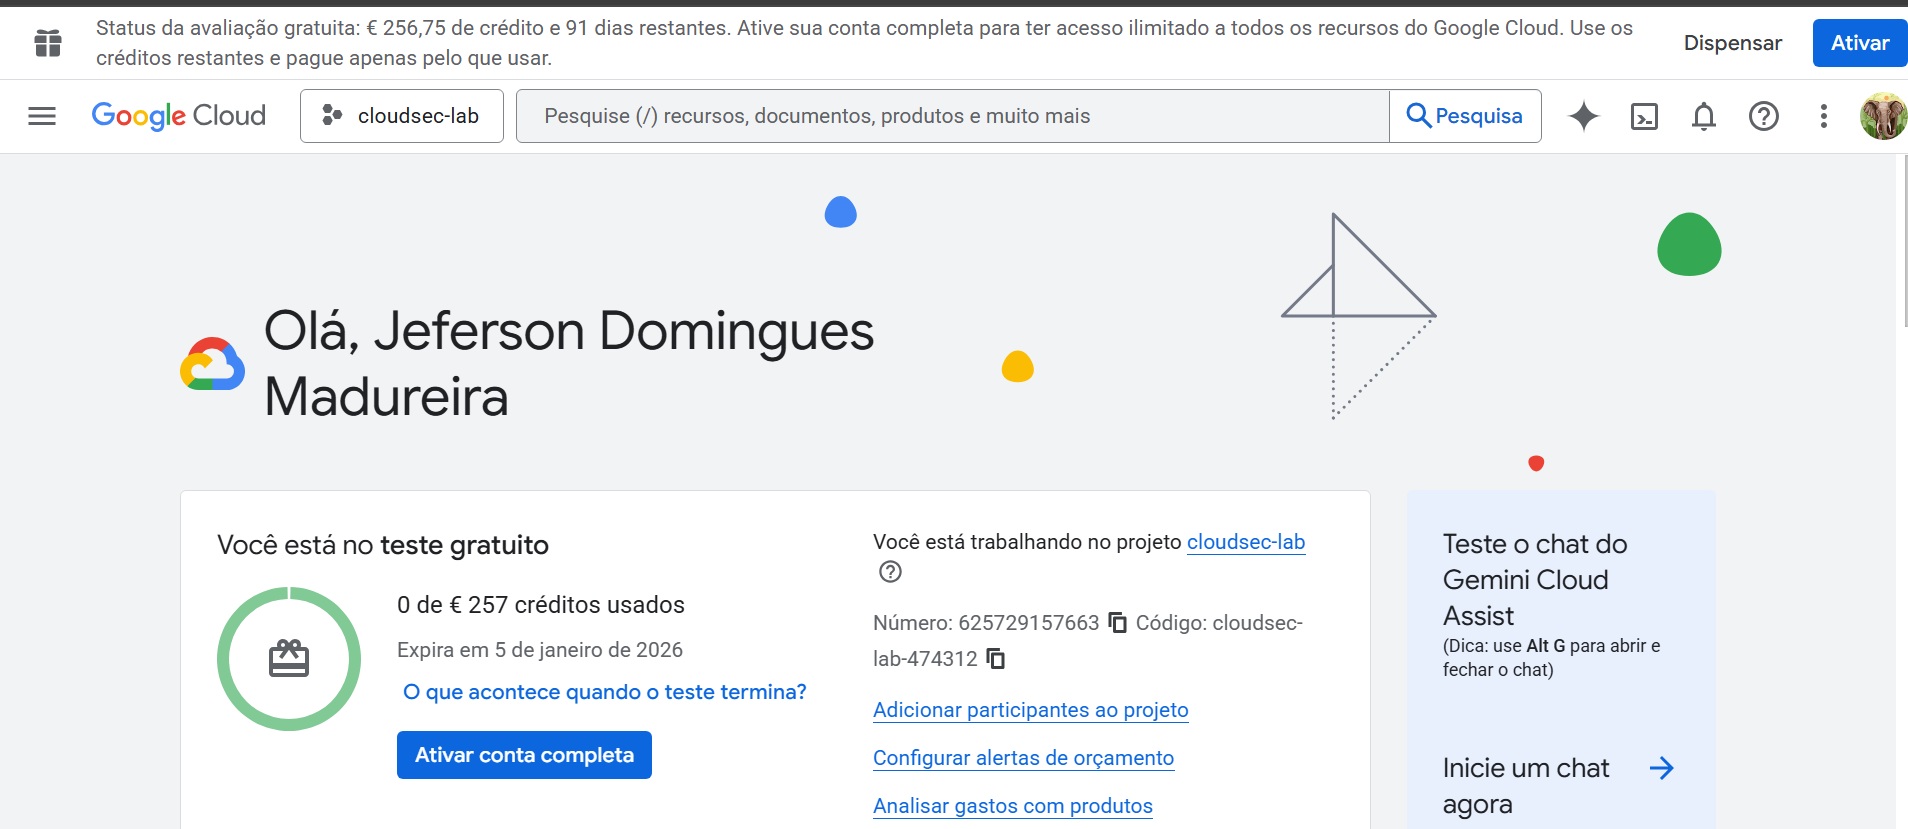 Status da avaliação gratuita: € 256,75 de crédito e 91 dias restantes. Ative sua conta completa para ter acesso ilimitado a todos os recursos do Google Cloud. Use os
créditos restantes e pague apenas pelo que usar.
Dispensar
Ativar
Google Cloud
cloudsec-lab
Pesquise (/) recursos, documentos, produtos e muito mais
Pesquisa
Olá, Jeferson Domingues
Madureira
Você está no teste gratuito
0 de € 257 créditos usados
Expira em 5 de janeiro de 2026
O que acontece quando o teste termina?
Ativar conta completa
Você está trabalhando no projeto cloudsec-lab
Número: 625729157663 Código: cloudsec-
lab-474312
Adicionar participantes ao projeto
Configurar alertas de orçamento
Analisar gastos com produtos
Teste o chat do
Gemini Cloud
Assist
(Dica: use Alt G para abrir e
fechar o chat)
Inicie um chat
agora